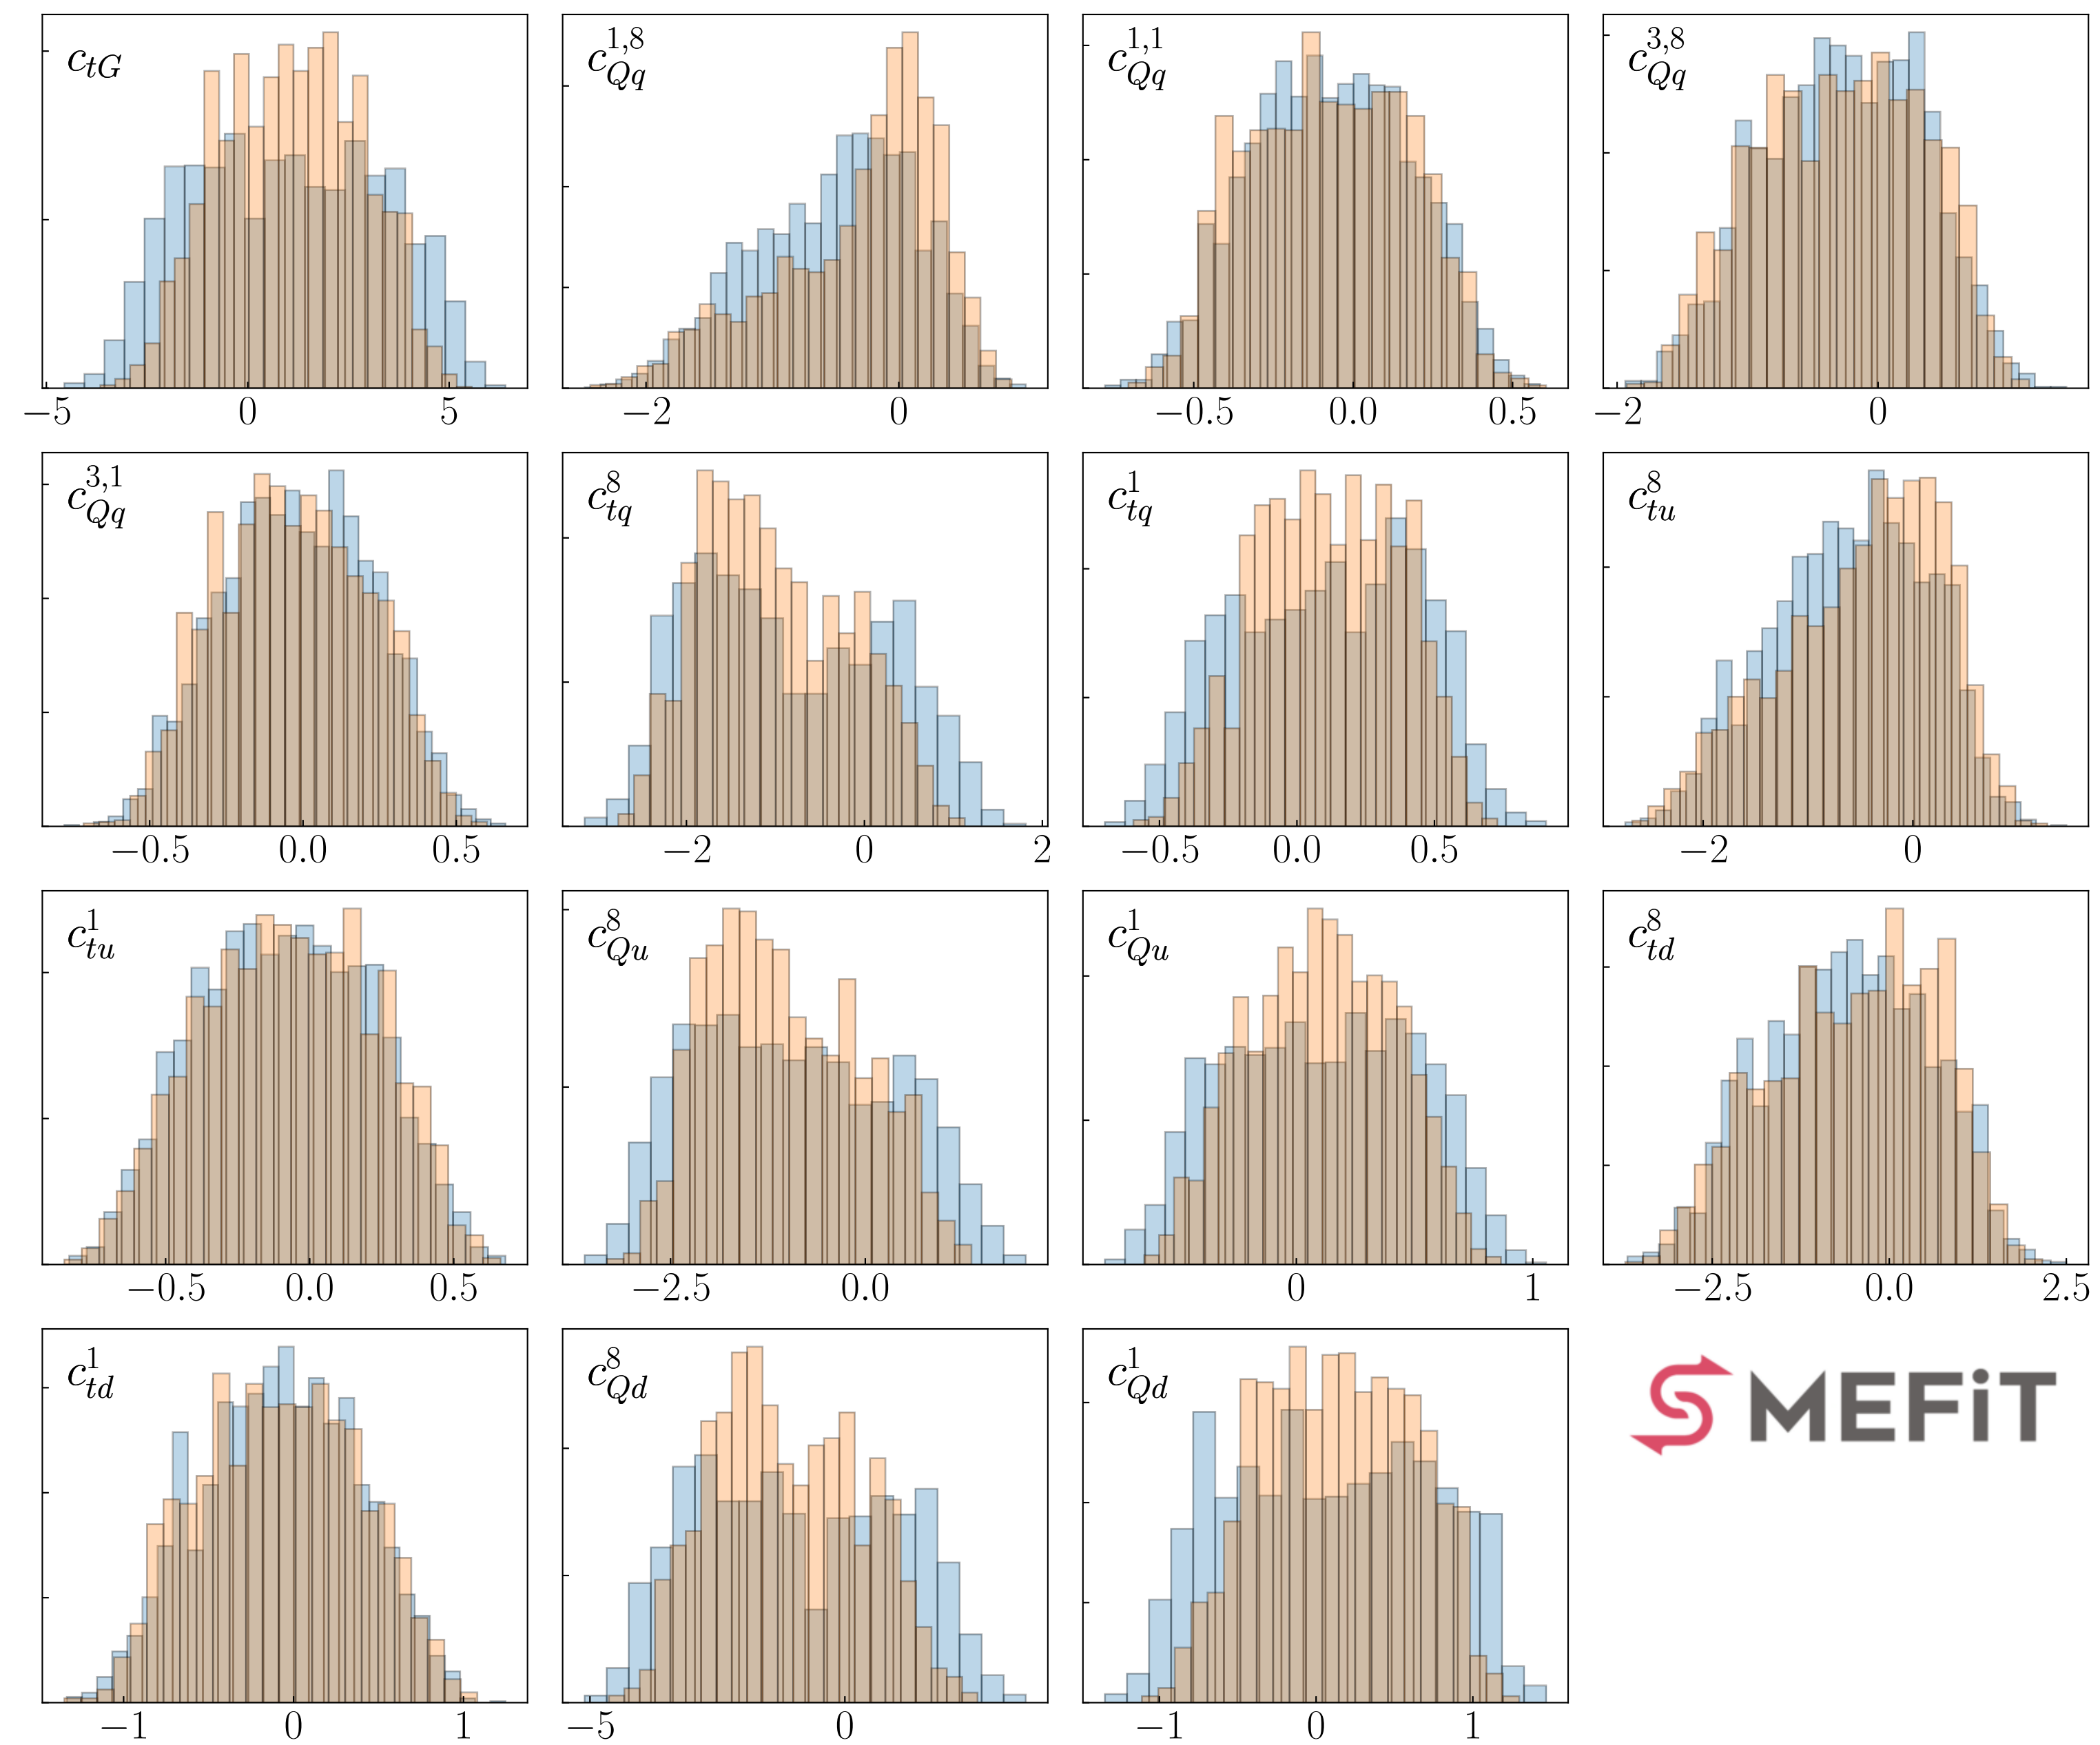 c_{tG}
c_{Qq}^{1,8}
c_{Qq}^{1,1}
c_{Qq}^{3,8}
−5 0 5
−2 0
−0.5 0.0 0.5
−2 0
c_{Qq}^{3,1}
c_{tq}^{8}
c_{tq}^{1}
c_{tu}^{8}
−0.5 0.0 0.5
−2 0 2
−0.5 0.0 0.5
−2 0
c_{tu}^{1}
c_{Qu}^{8}
c_{Qu}^{1}
c_{td}^{8}
−0.5 0.0 0.5
−2.5 0.0
0 1
−2.5 0.0 2.5
c_{td}^{1}
c_{Qd}^{8}
c_{Qd}^{1}
SMEFiT
−1 0 1
−5 0
−1 0 1